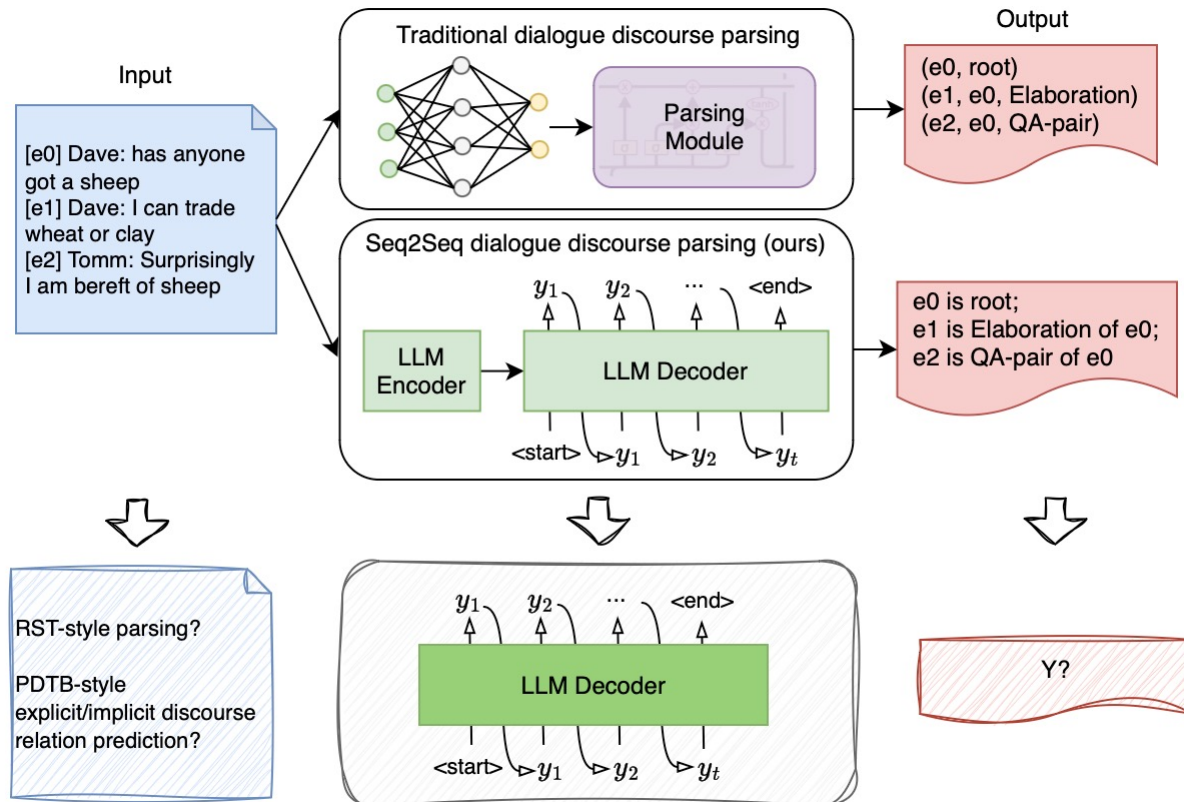 Input
[e0] Dave: has anyone
got a sheep
[e1] Dave: I can trade
wheat or clay
[e2] Tomm: Surprisingly
I am bereft of sheep
Traditional dialogue discourse parsing
Parsing
Module
Output
(e0, root)
(e1, e0, Elaboration)
(e2, e0, QA-pair)
Seq2Seq dialogue discourse parsing (ours)
y1 y2 ... <end>
LLM
Encoder
LLM Decoder
<start> y1 y2 yt
e0 is root;
e1 is Elaboration of e0;
e2 is QA-pair of e0
RST-style parsing?
PDTB-style
explicit/implicit discourse
relation prediction?
y1 y2 ... <end>
LLM Decoder
<start> y1 y2 yt
Y?